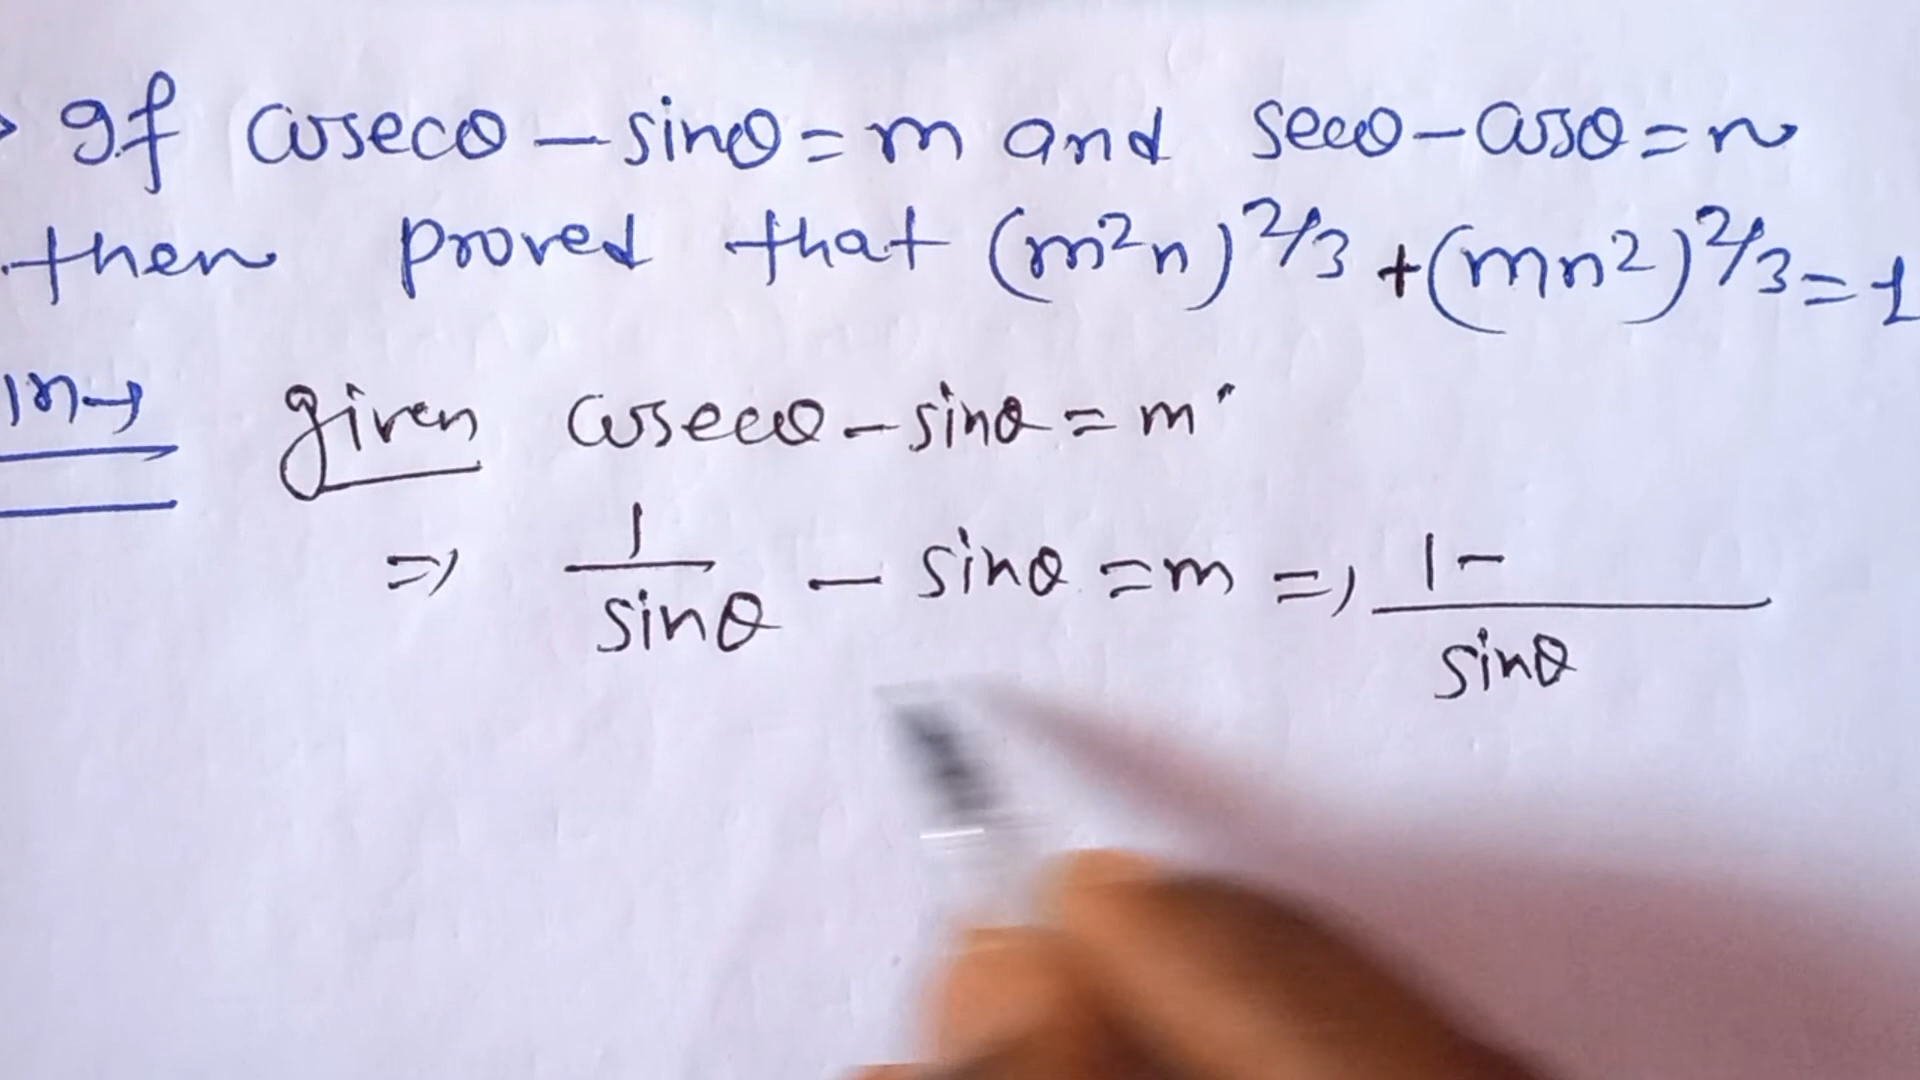 If cosecθ - sinθ = m and secθ - cosθ = n
then proved that (m²n)^2/3 + (mn²)^2/3 = 1
given cosecθ - sinθ = m
⇒ 1/sinθ - sinθ = m ⇒ 1-/sinθ